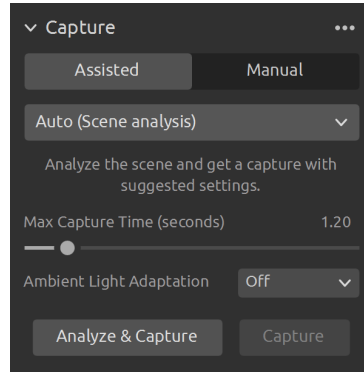 Capture
Assisted Manual
Auto (Scene analysis)
Analyze the scene and get a capture with
suggested settings.
Max Capture Time (seconds) 1.20
Ambient Light Adaptation Off
Analyze & Capture Capture